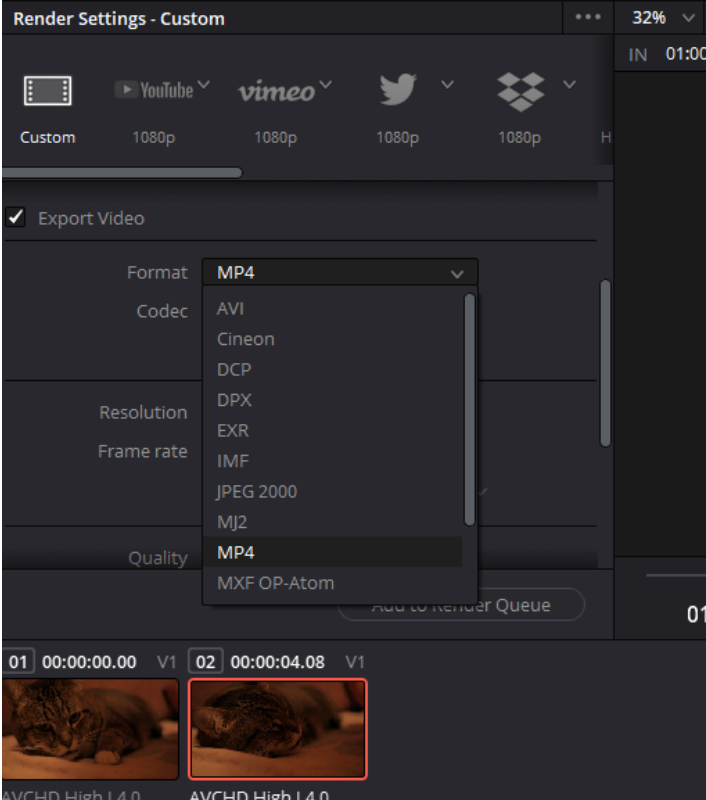 Render Settings - Custom
32%
IN 01:00
YouTube
vimeo
Custom
1080p
1080p
1080p
1080p
H
Export Video
Format MP4
Codec AVI
Cineon
DCP
DPX
Resolution
EXR
Frame rate
IMF
JPEG 2000
MJ2
Quality MP4
MXF OP-Atom
Add to Render Queue
01
01 00:00:00.00 V1
02 00:00:04.08 V1
AVCHD High L4.0
AVCHD High L4.0